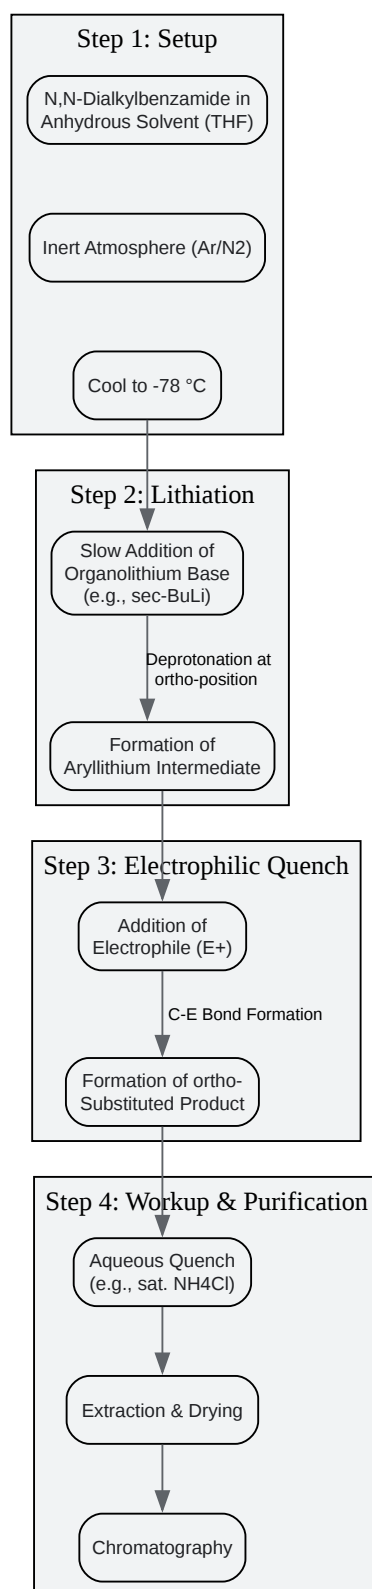 Step 1: Setup
N,N-Dialkylbenzamide in
Anhydrous Solvent (THF)
Inert Atmosphere (Ar/N2)
Cool to -78 °C
Step 2: Lithiation
Slow Addition of
Organolithium Base
(e.g., sec-BuLi)
Deprotonation at
ortho-position
Formation of
Aryllithium Intermediate
Step 3: Electrophilic Quench
Addition of
Electrophile (E+)
C-E Bond Formation
Formation of ortho-
Substituted Product
Step 4: Workup & Purification
Aqueous Quench
(e.g., sat. NH4Cl)
Extraction & Drying
Chromatography